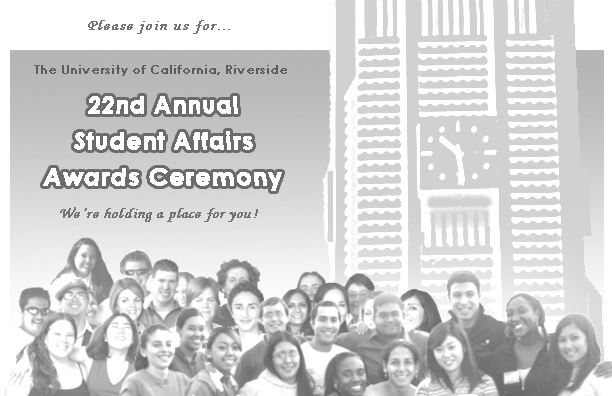 Please join us for...
The University of California, Riverside
22nd Annual
Student Affairs
Awards Ceremony
We're holding a place for you!